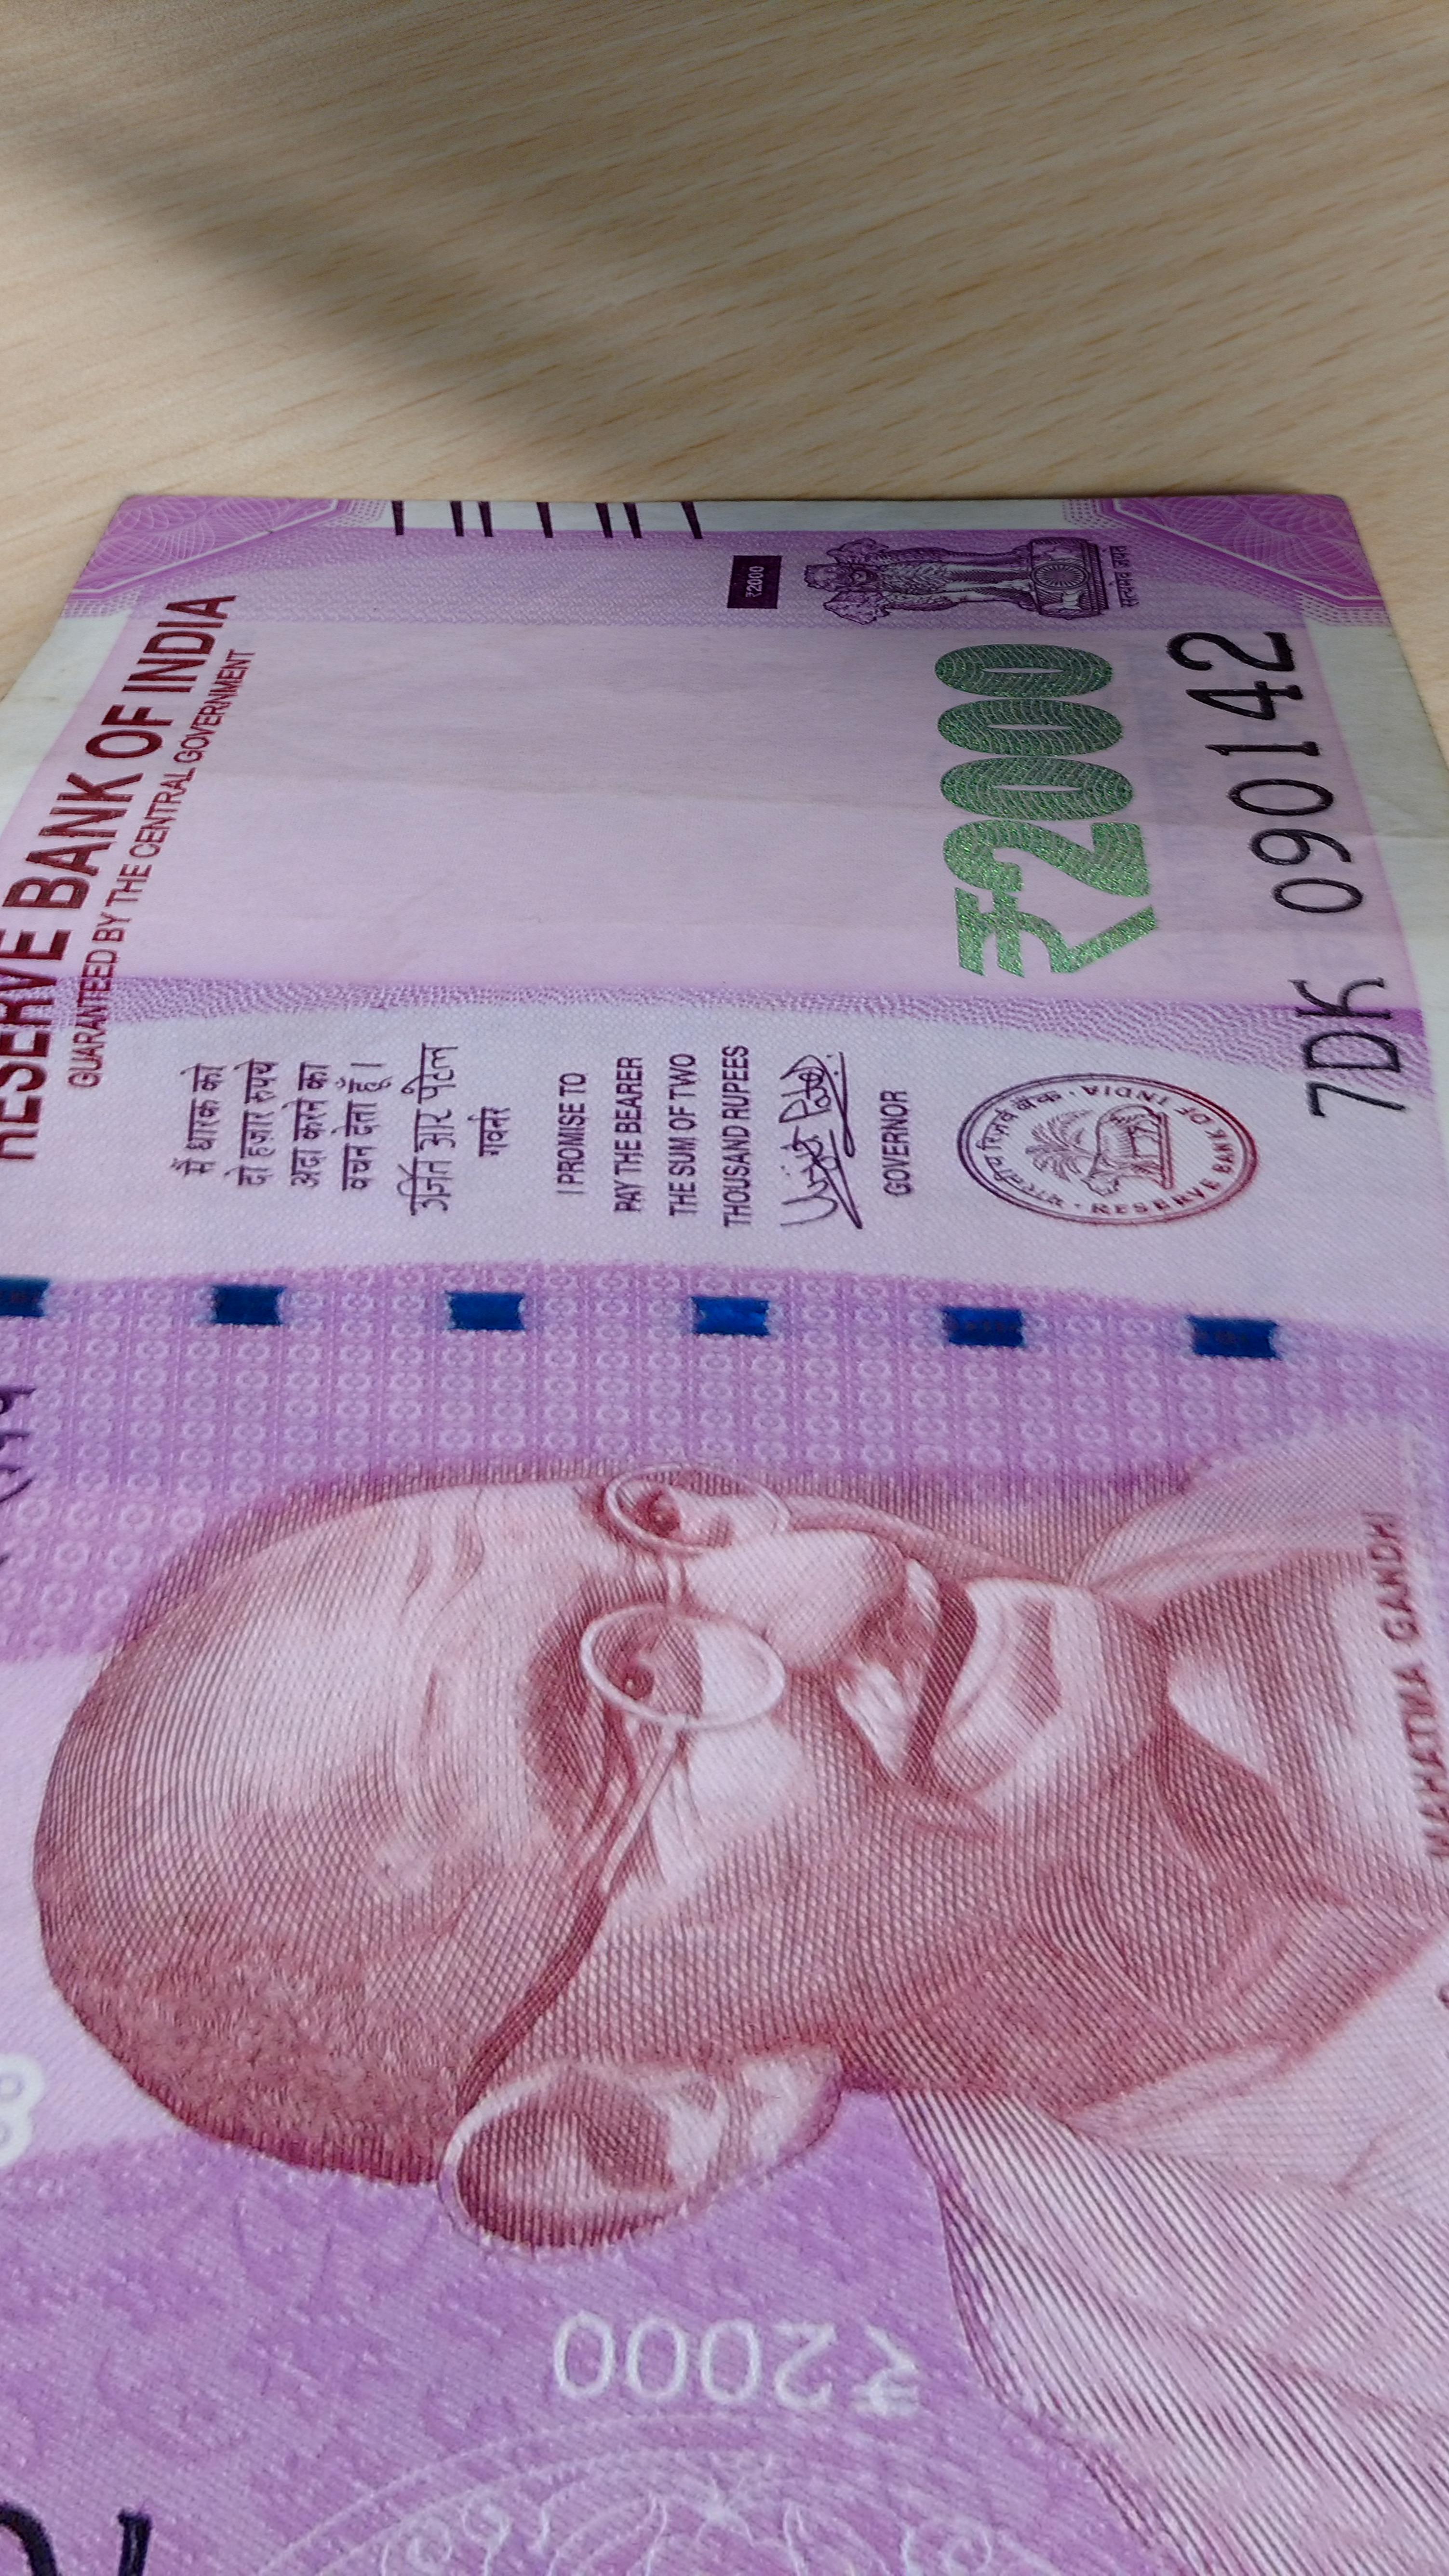 RESERVE BANK OF INDIA
GUARANTEED BY THE CENTRAL GOVERNMENT
मैं धारक को
दो हज़ार रुपये
अदा करने का
वचन देता हूँ।
उर्जित आर पटेल
गवर्नर
I PROMISE TO
PAY THE BEARER
THE SUM OF TWO
THOUSAND RUPEES
Urjit Patel
GOVERNOR
भारतीय रिज़र्व बैंक
RESERVE BANK OF INDIA
₹2000
सत्यमेव जयते
₹2000
7DK 090142
MAHATMA GANDHI
₹2000